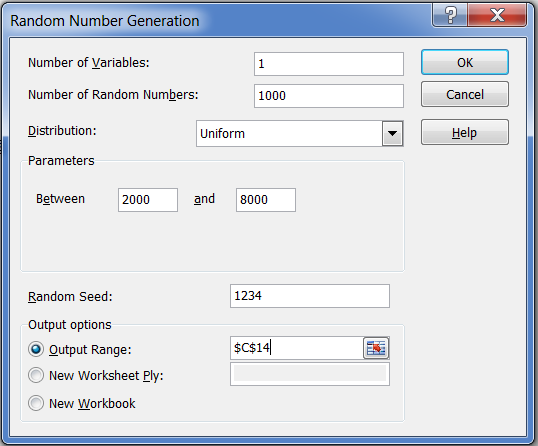 Random Number Generation
Number of Variables: 1 OK
Number of Random Numbers: 1000 Cancel
Distribution: Uniform Help
Parameters
Between 2000 and 8000
Random Seed: 1234
Output options
Output Range: $C$14
New Worksheet Ply:
New Workbook